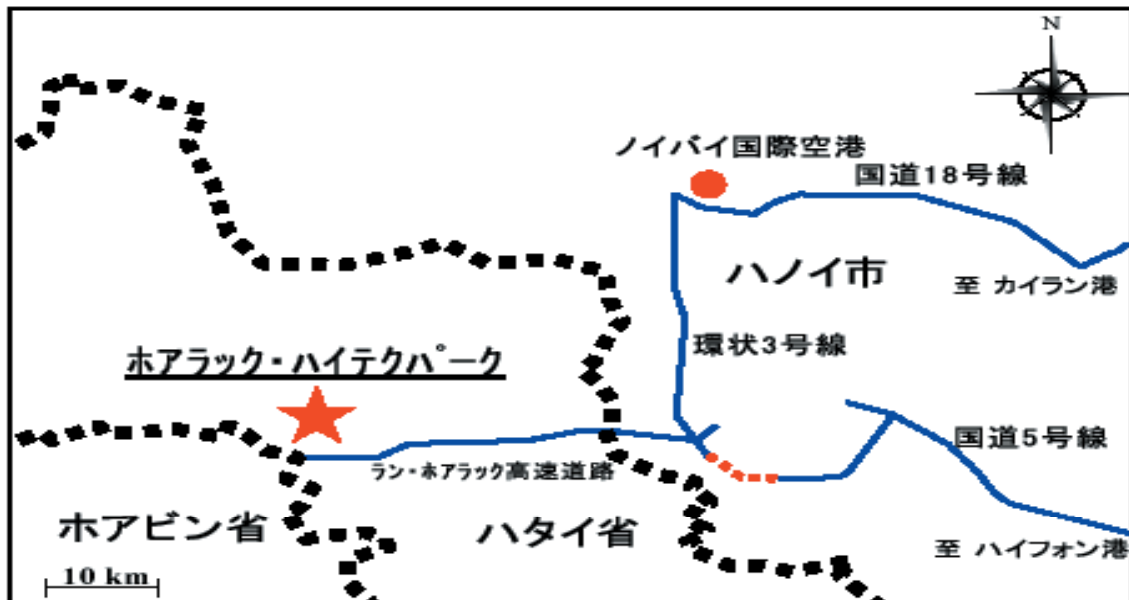 N
ノイバイ国際空港
国道18号線
ハノイ市
至 カイラン港
環状3号線
ホアラック・ハイテクパーク
国道5号線
ラン・ホアラック高速道路
ホアビン省
ハタイ省
至 ハイフォン港
10 km